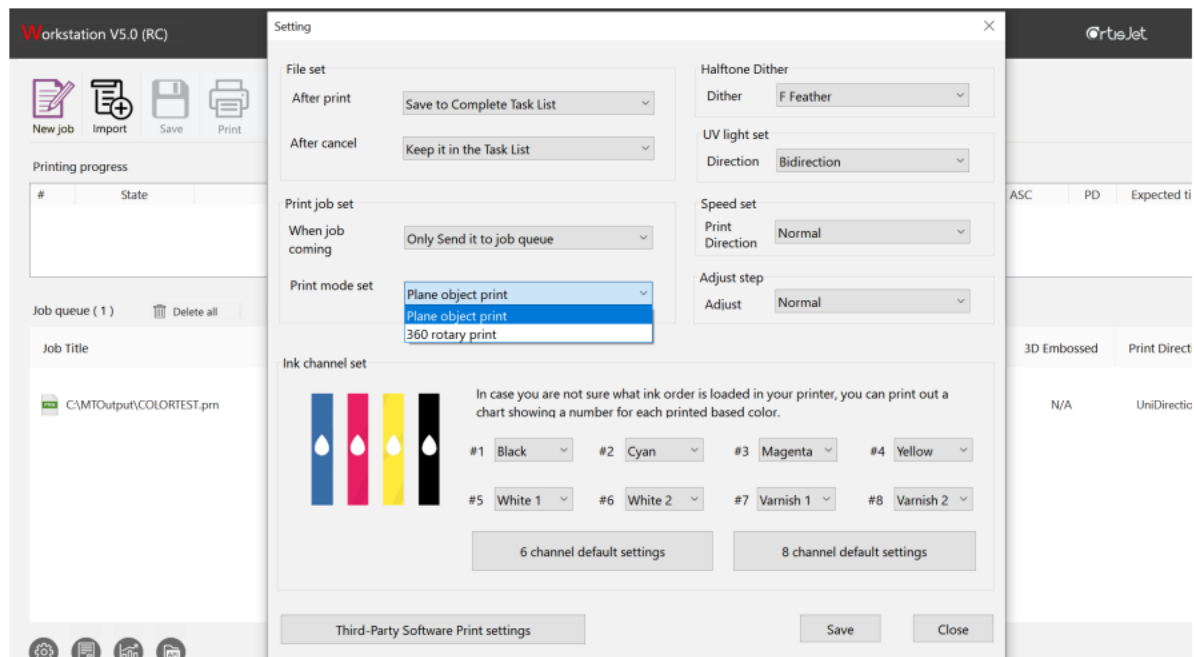 Workstation V5.0 (RC)
Setting
ArtisJet
New job
Import
Save
Print
Printing progress
#
State
ASC
PD
Expected ti
Job queue ( 1 )
Delete all
Job Title
3D Embossed
Print Directi
C:\MTOutput\COLORTEST.prn
N/A
UniDirectio
File set
After print
Save to Complete Task List
After cancel
Keep it in the Task List
Print job set
When job
coming
Only Send it to job queue
Print mode set
Plane object print
Plane object print
360 rotary print
Halftone Dither
Dither
F Feather
UV light set
Direction
Bidirection
Speed set
Print
Direction
Normal
Adjust step
Adjust
Normal
Ink channel set
In case you are not sure what ink order is loaded in your printer, you can print out a
chart showing a number for each printed based color.
#1 Black
#2 Cyan
#3 Magenta
#4 Yellow
#5 White 1
#6 White 2
#7 Varnish 1
#8 Varnish 2
6 channel default settings
8 channel default settings
Third-Party Software Print settings
Save
Close